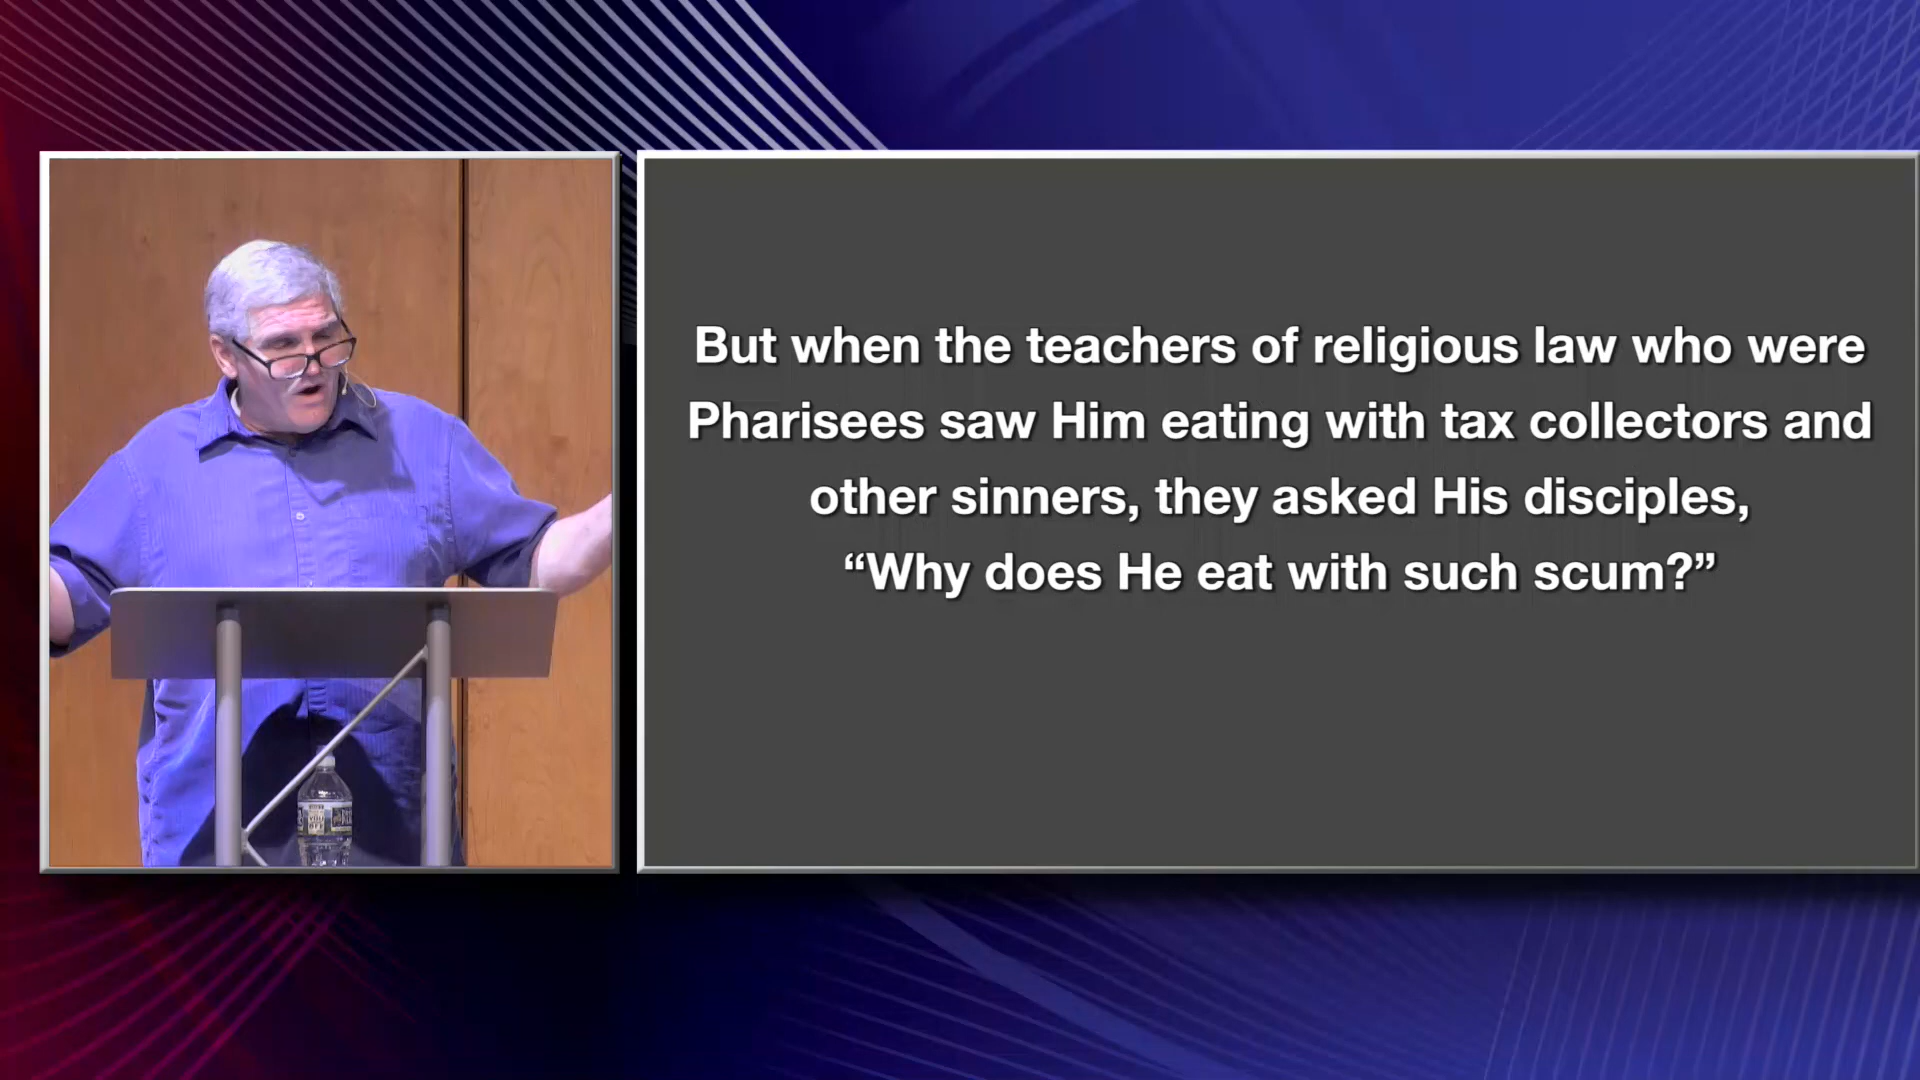 But when the teachers of religious law who were
Pharisees saw Him eating with tax collectors and
other sinners, they asked His disciples,
“Why does He eat with such scum?”